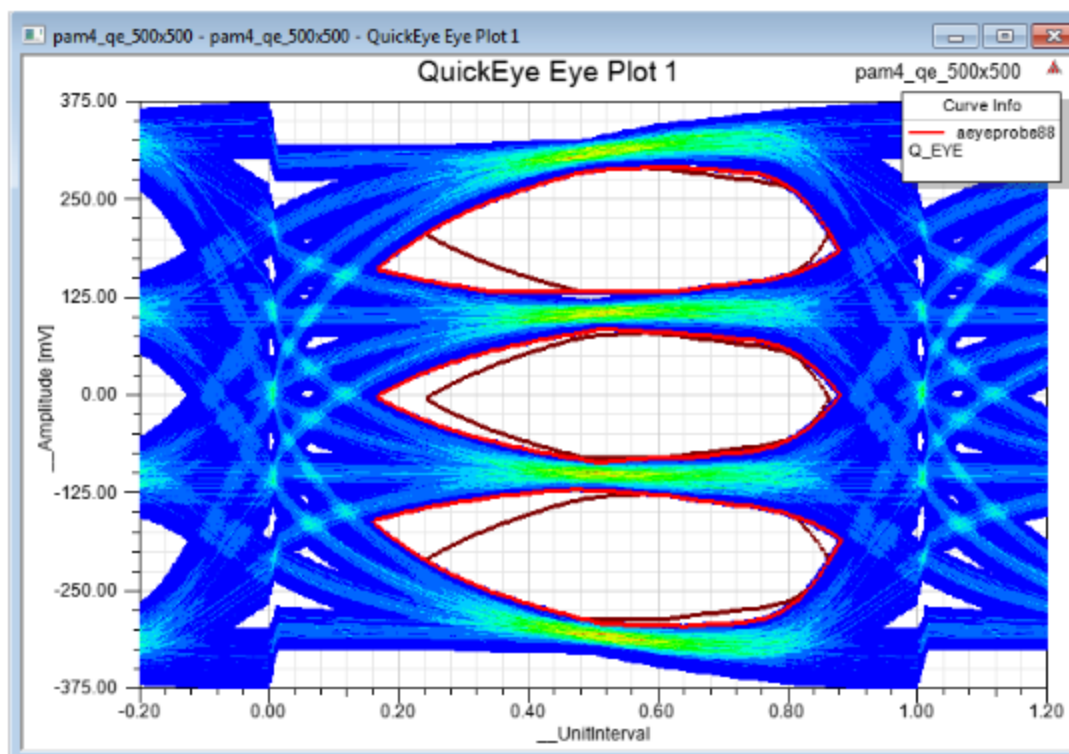 pam4_qe_500x500 - pam4_qe_500x500 - QuickEye Eye Plot 1
QuickEye Eye Plot 1
pam4_qe_500x500
Curve Info
aeyeprobe88
Q_EYE
375.00
250.00
125.00
0.00
-125.00
-250.00
-375.00
__Amplitude [mV]
-0.20
0.00
0.20
0.40
0.60
0.80
1.00
1.20
__UnitInterval